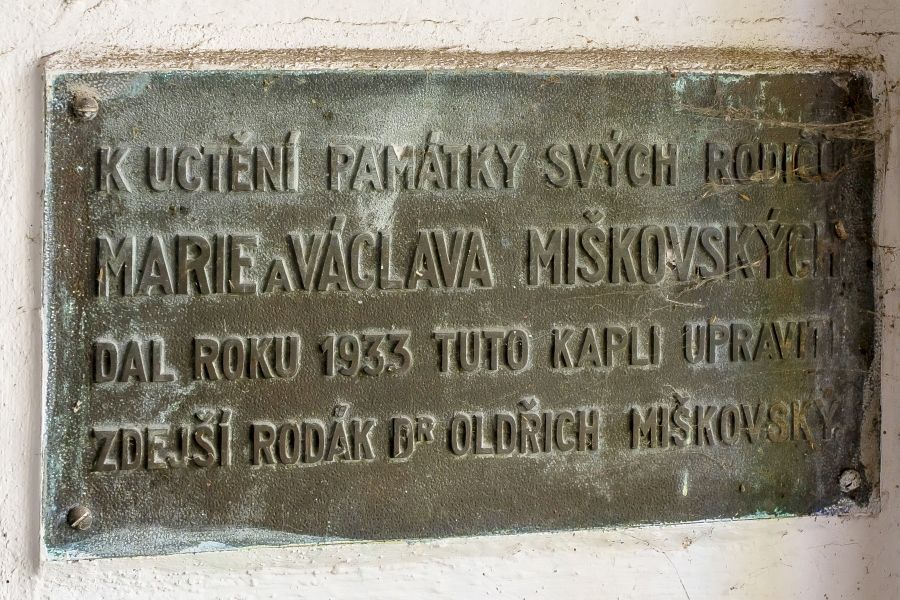 K UCTĚNÍ PAMÁTKY SVÝCH RODIČŮ
MARIE A VÁCLAVA MIŠKOVSKÝCH
DAL ROKU 1933 TUTO KAPLI UPRAVITI
ZDEJŠÍ RODÁK DR OLDŘICH MIŠKOVSKÝ